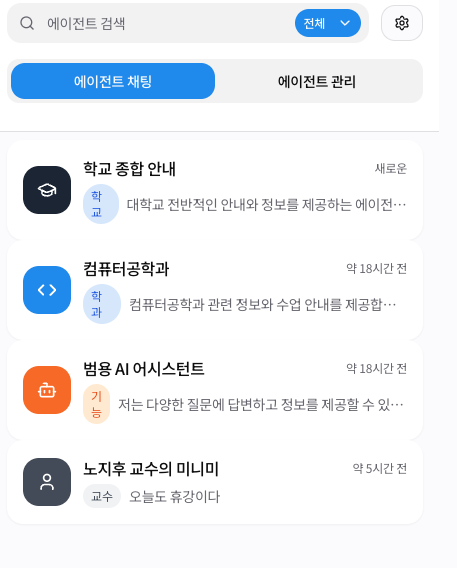 에이전트 검색
전체
에이전트 채팅
에이전트 관리
학교 종합 안내
새로운
학
교
대학교 전반적인 안내와 정보를 제공하는 에이전…
컴퓨터공학과
약 18시간 전
학
과
컴퓨터공학과 관련 정보와 수업 안내를 제공합…
범용 AI 어시스턴트
약 18시간 전
기
능
저는 다양한 질문에 답변하고 정보를 제공할 수 있…
노지후 교수의 미니미
약 5시간 전
교수
오늘도 휴강이다